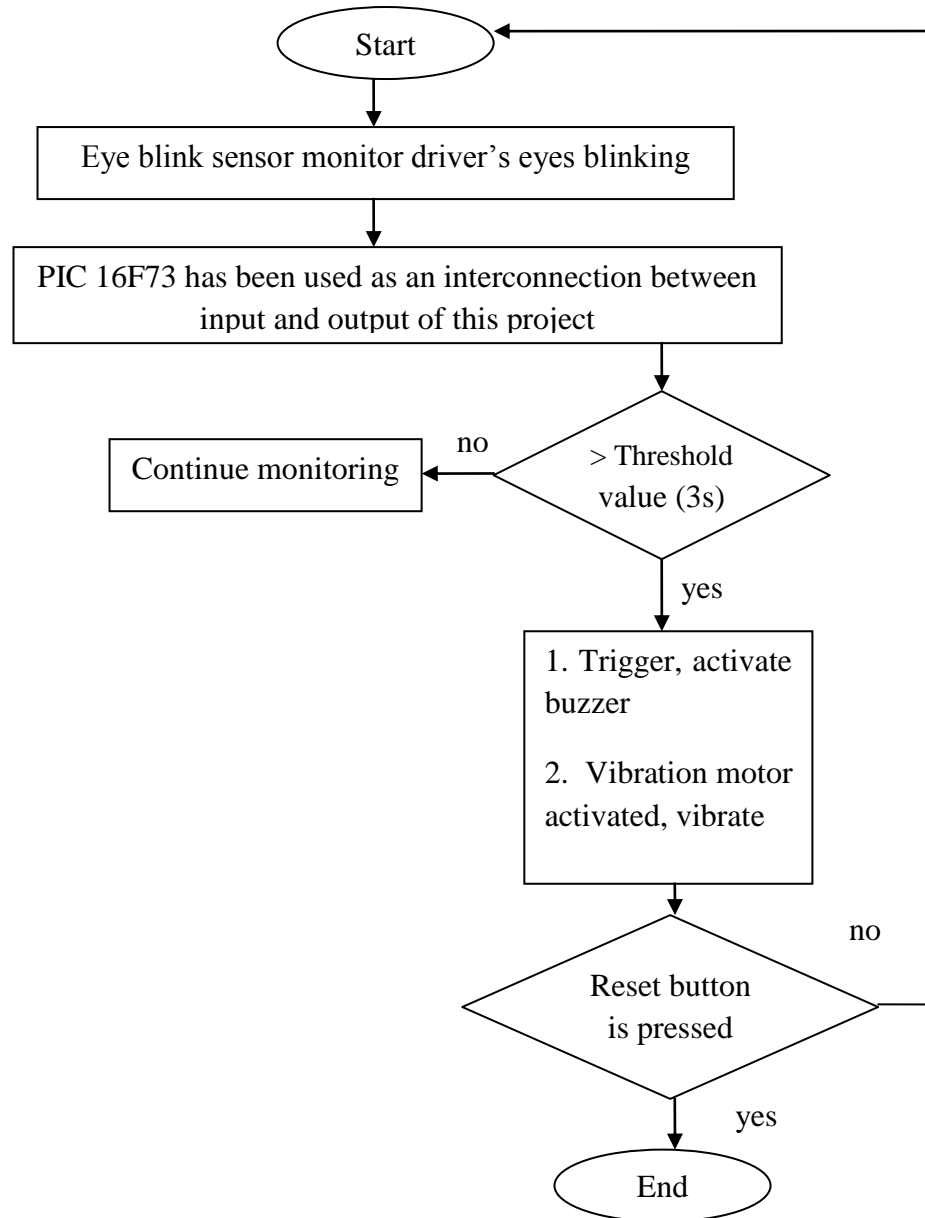 Start
Eye blink sensor monitor driver’s eyes blinking
PIC 16F73 has been used as an interconnection between
input and output of this project
no
> Threshold
value (3s)
Continue monitoring
yes
1. Trigger, activate
buzzer
2. Vibration motor
activated, vibrate
no
Reset button
is pressed
yes
End